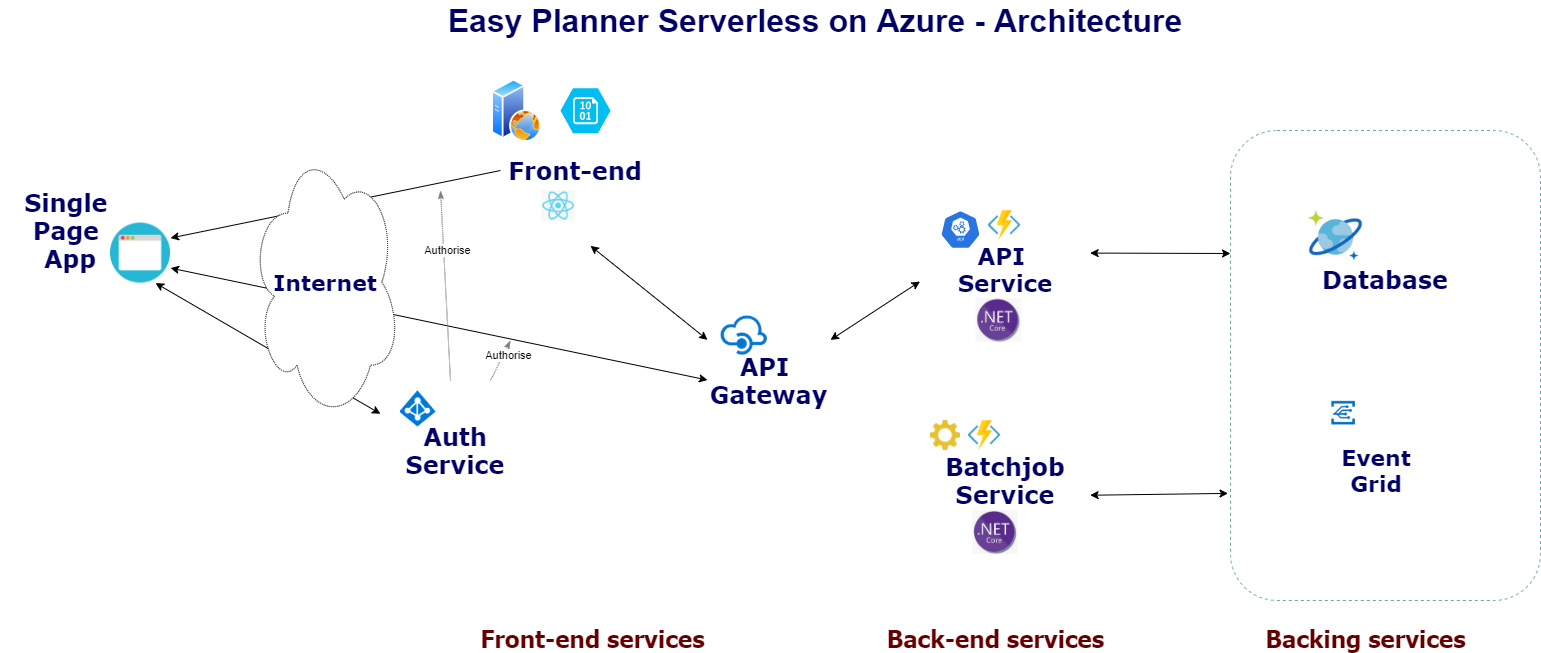 Easy Planner Serverless on Azure - Architecture
10
01
Front-end
Single
Page
App
Internet
Authorise
Authorise
API
Gateway
Auth
Service
API
Service
.NET
Core
Batchjob
Service
.NET
Core
Database
Event
Grid
Front-end services
Back-end services
Backing services